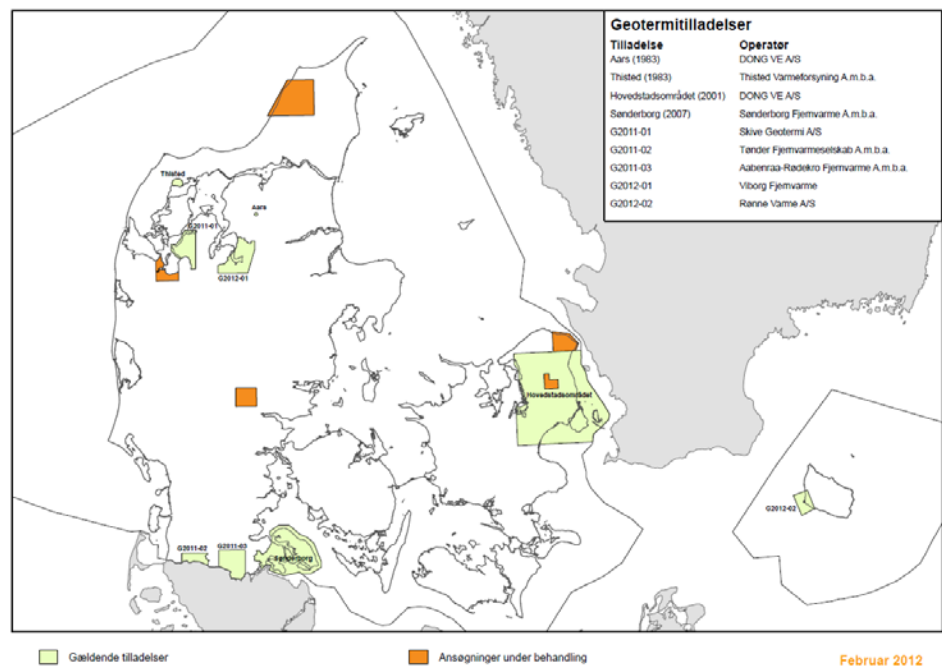 Geotermitilladelser
Tilladelse Operatør
Aars (1983) DONG VE A/S
Thisted (1983) Thisted Varmeforsyning A.m.b.a.
Hovedstadsområdet (2001) DONG VE A/S
Sønderborg (2007) Sønderborg Fjernvarme A.m.b.a.
G2011-01 Skive Geotermi A/S
G2011-02 Tønder Fjernvarmeselskab A.m.b.a.
G2011-03 Aabenraa-Rødekro Fjernvarme A.m.b.a.
G2012-01 Viborg Fjernvarme
G2012-02 Rønne Varme A/S
Thisted
Aars
G2011-01
G2012-01
Hovedstadsområdet
G2012-02
G2011-02
G2011-03
Sønderborg
Gældende tilladelser
Ansøgninger under behandling
Februar 2012